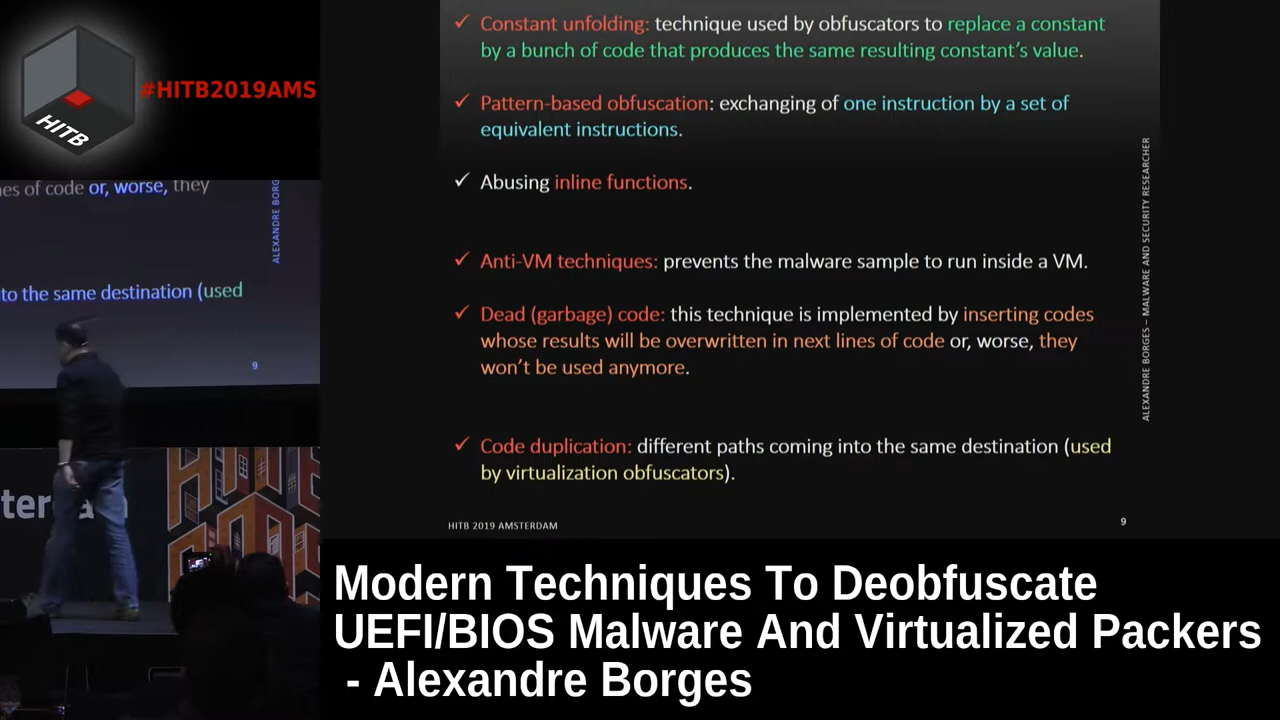 HITB
#HITB2019AMS
nes of code or, worse, they
ALEXANDRE BORG
to the same destination (used
9
ter
✓ Constant unfolding: technique used by obfuscators to replace a constant
by a bunch of code that produces the same resulting constant's value.
✓ Pattern-based obfuscation: exchanging of one instruction by a set of
equivalent instructions.
✓ Abusing inline functions.
✓ Anti-VM techniques: prevents the malware sample to run inside a VM.
✓ Dead (garbage) code: this technique is implemented by inserting codes
whose results will be overwritten in next lines of code or, worse, they
won't be used anymore.
✓ Code duplication: different paths coming into the same destination (used
by virtualization obfuscators).
ALEXANDRE BORGES – MALWARE AND SECURITY RESEARCHER
HITB 2019 AMSTERDAM
9
Modern Techniques To Deobfuscate
UEFI/BIOS Malware And Virtualized Packers
- Alexandre Borges